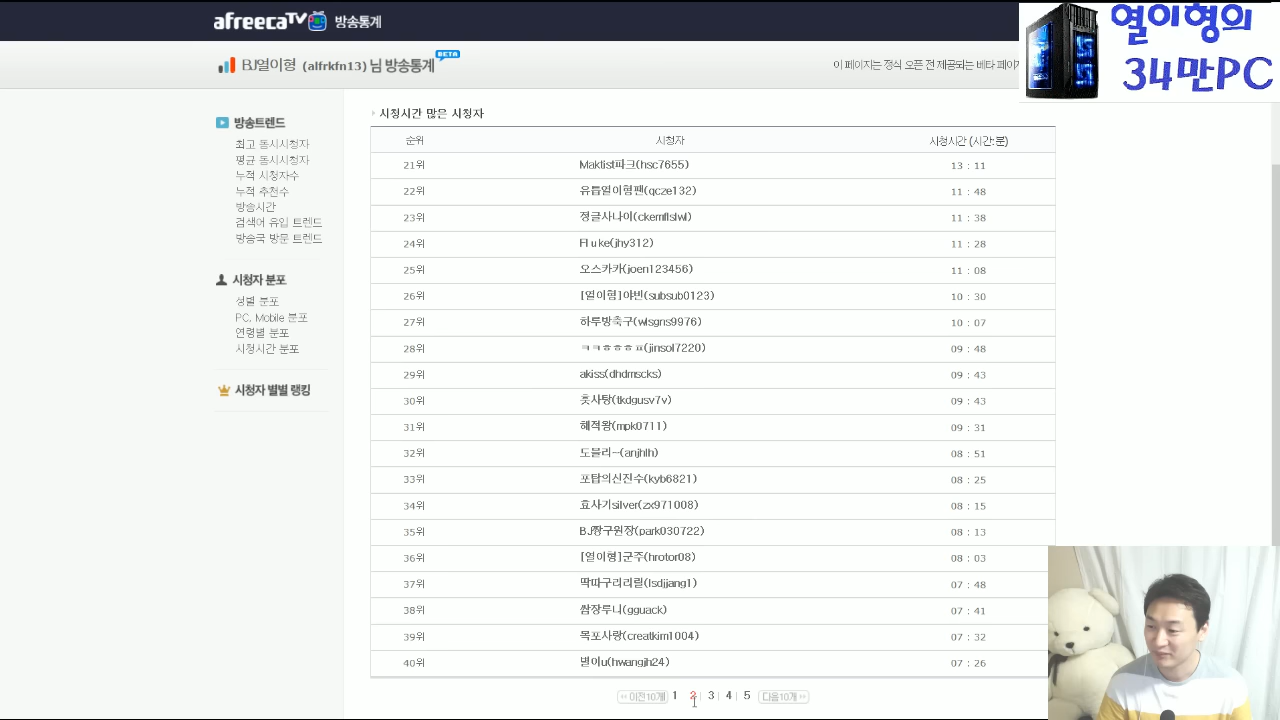 afreecaTV 방송통계
열이형의
34만PC
BJ열이형 (alfrkfn13) 님 방송통계 BETA
이 페이지는 정식 오픈 전 제공되는 베타 페이지
방송트렌드
최고 동시시청자
평균 동시시청자
누적 시청자수
누적 추천수
방송시간
검색어 유입 트렌드
방송국 방문 트렌드
시청자 분포
성별 분포
PC, Mobile 분포
연령별 분포
시청시간 분포
시청자 별별 랭킹
시청시간 많은 시청자
순위 시청자 시청시간 (시간:분)
21위 Maktist파크(hsc7655) 13 : 11
22위 유튭열이형팬(qcze132) 11 : 48
23위 정글사나이(ckemflslwl) 11 : 38
24위 Fl u ke(jhy312) 11 : 28
25위 오스카카(joen123456) 11 : 08
26위 [열이형]야빈(subsub0123) 10 : 30
27위 하루방축구(wlsgns9976) 10 : 07
28위 ㅋㅋㅎㅎㅎㅍ(jinsol7220) 09 : 48
29위 akiss(dhdmscks) 09 : 43
30위 훗사탕(tkdgusv7v) 09 : 43
31위 해적왕(mpk0711) 09 : 31
32위 도블리~(anjhlh) 08 : 51
33위 포탑의신진수(kyb6821) 08 : 25
34위 효사기silver(zx971008) 08 : 15
35위 BJ짱구원장(park030722) 08 : 13
36위 [열이형]군주(hrotor08) 08 : 03
37위 딱따구리리릴(lsdjjang1) 07 : 48
38위 쌈장루니(gguack) 07 : 41
39위 목포사랑(creatkim1004) 07 : 32
40위 별이u(hwangjh24) 07 : 26
이전10개 1 2 3 4 5 다음10개